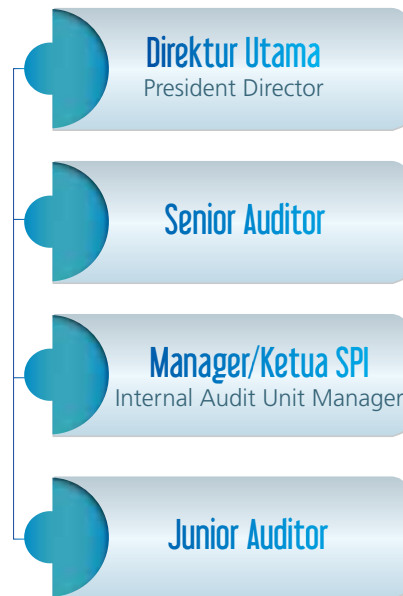 Direktur Utama
President Director
Senior Auditor
Manager/Ketua SPI
Internal Audit Unit Manager
Junior Auditor